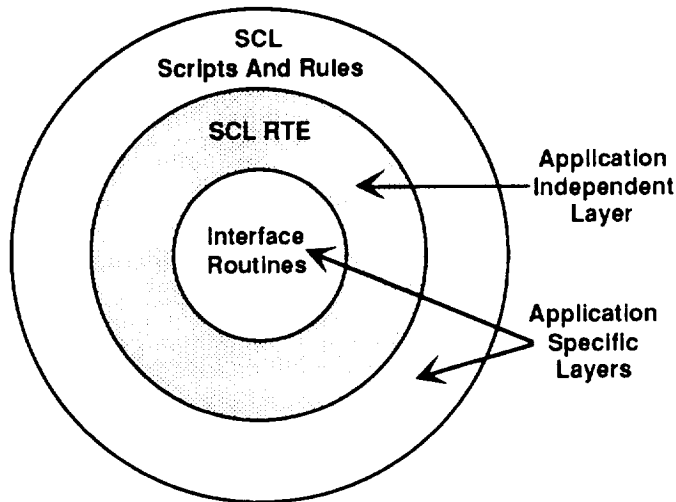 SCL
Scripts And Rules
SCL RTE
Interface
Routines
Application
Independent
Layer
Application
Specific
Layers